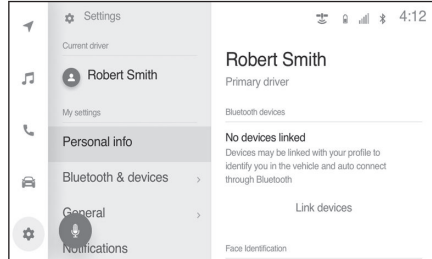 Settings
4:12
Current driver
Robert Smith
My settings
Personal info
Bluetooth & devices
General
Notifications
Robert Smith
Primary driver
Bluetooth devices
No devices linked
Devices may be linked with your profile to
identify you in the vehicle and auto connect
through Bluetooth
Link devices
Face Identification